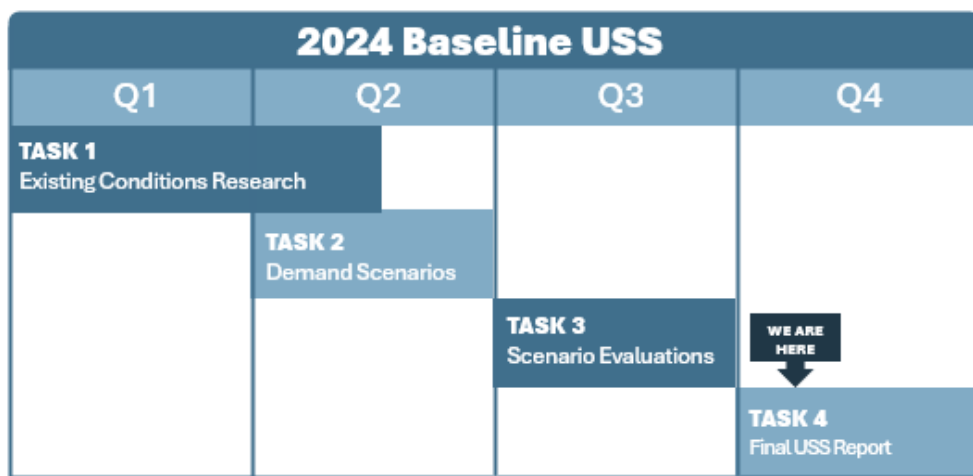 2024 Baseline USS
Q1 Q2 Q3 Q4
TASK 1
Existing Conditions Research
TASK 2
Demand Scenarios
TASK 3
Scenario Evaluations
WE ARE
HERE
TASK 4
Final USS Report